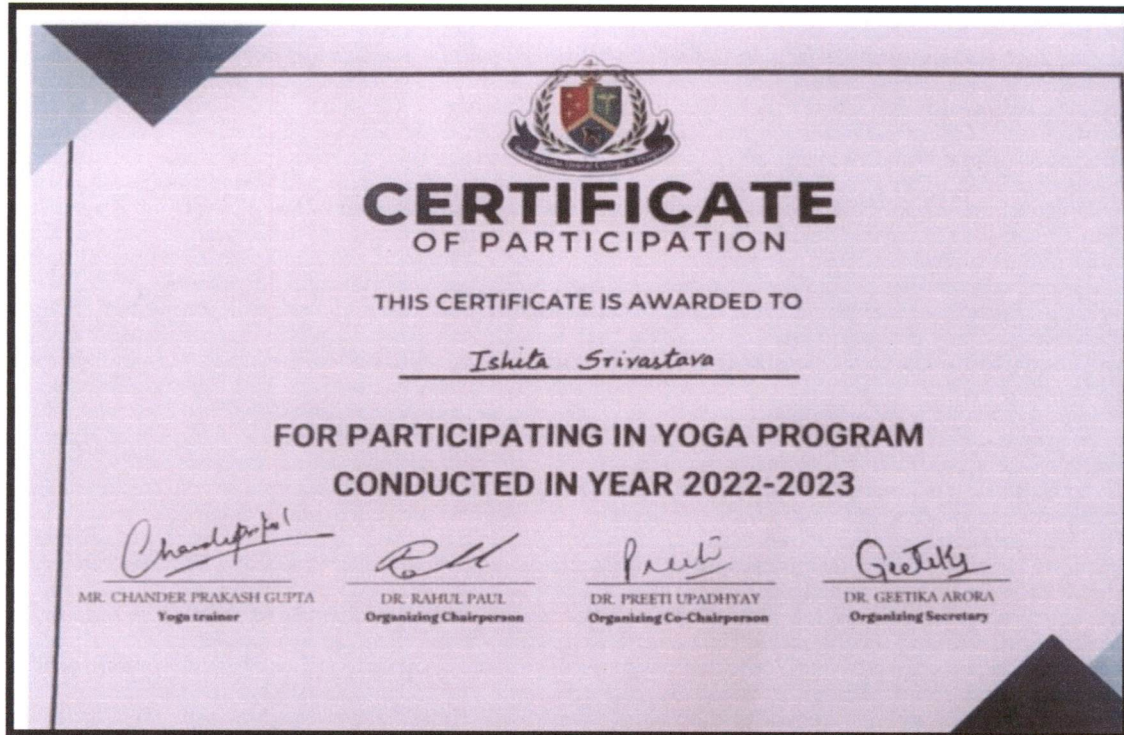 CERTIFICATE
OF PARTICIPATION
THIS CERTIFICATE IS AWARDED TO
Ishita Srivastava
FOR PARTICIPATING IN YOGA PROGRAM
CONDUCTED IN YEAR 2022-2023
Preeti
Geetika
MR. CHANDER PRAKASH GUPTA
DR. RAHUL PAUL
DR. PREETI UPADHYAY
DR. GEETIKA ARORA
Yoga trainer
Organizing Chairperson
Organizing Co-Chairperson
Organizing Secretary